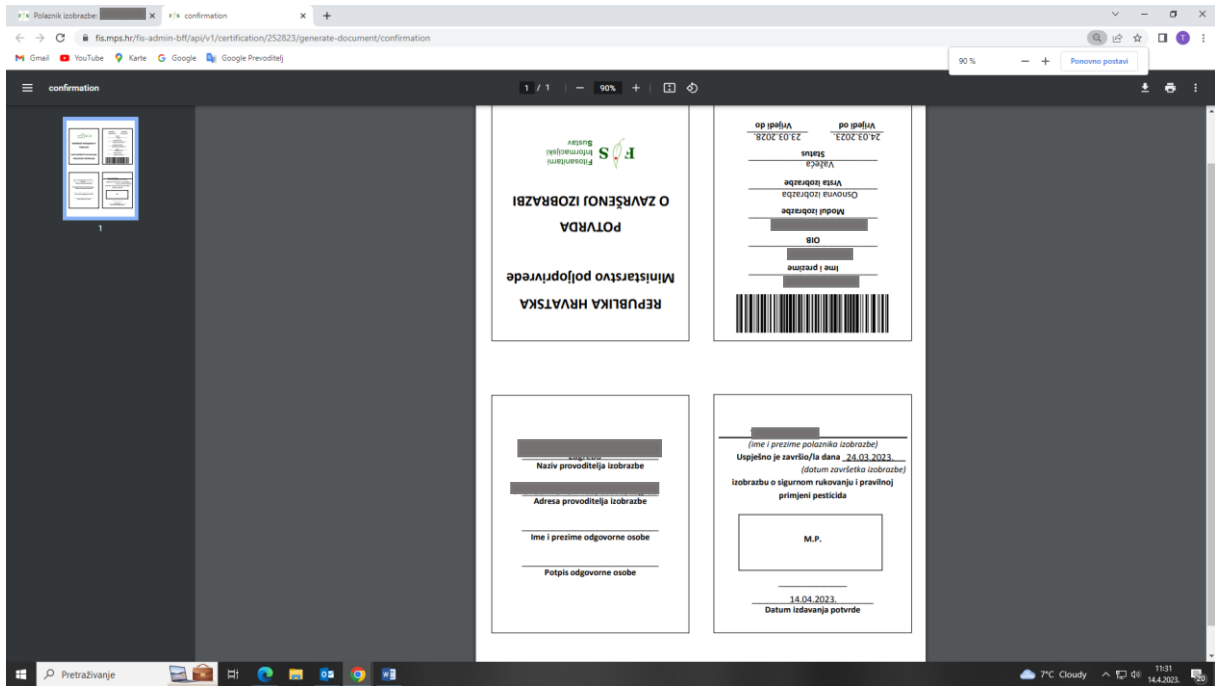 Polaznik izobrazbe:
confirmation
fis.mps.hr/fis-admin-bff/api/v1/certification/252823/generate-document/confirmation
Gmail YouTube Karte Google Google Prevoditelj
90 % − + Ponovno postavi
confirmation
1 / 1 − 90% +
1
REPUBLIKA HRVATSKA
Ministarstvo poljoprivrede
POTVRDA
O ZAVRŠENOJ IZOBRAZBI
FIS
Fitosanitarni
Informacijski
Sustav
Ime i prezime
OIB
Modul izobrazbe
Osnovna izobrazba
Vrsta izobrazbe
Važeća
Status
24.03.2023. 23.03.2028.
Vrijedi od Vrijedi do
Naziv provoditelja izobrazbe
Adresa provoditelja izobrazbe
Ime i prezime odgovorne osobe
Potpis odgovorne osobe
(ime i prezime polaznika izobrazbe)
Uspješno je završio/la dana 24.03.2023.
(datum završetka izobrazbe)
izobrazbu o sigurnom rukovanju i pravilnoj
primjeni pesticida
M.P.
14.04.2023.
Datum izdavanja potvrde
Pretraživanje
7°C Cloudy
11:31
14.4.2023.
20